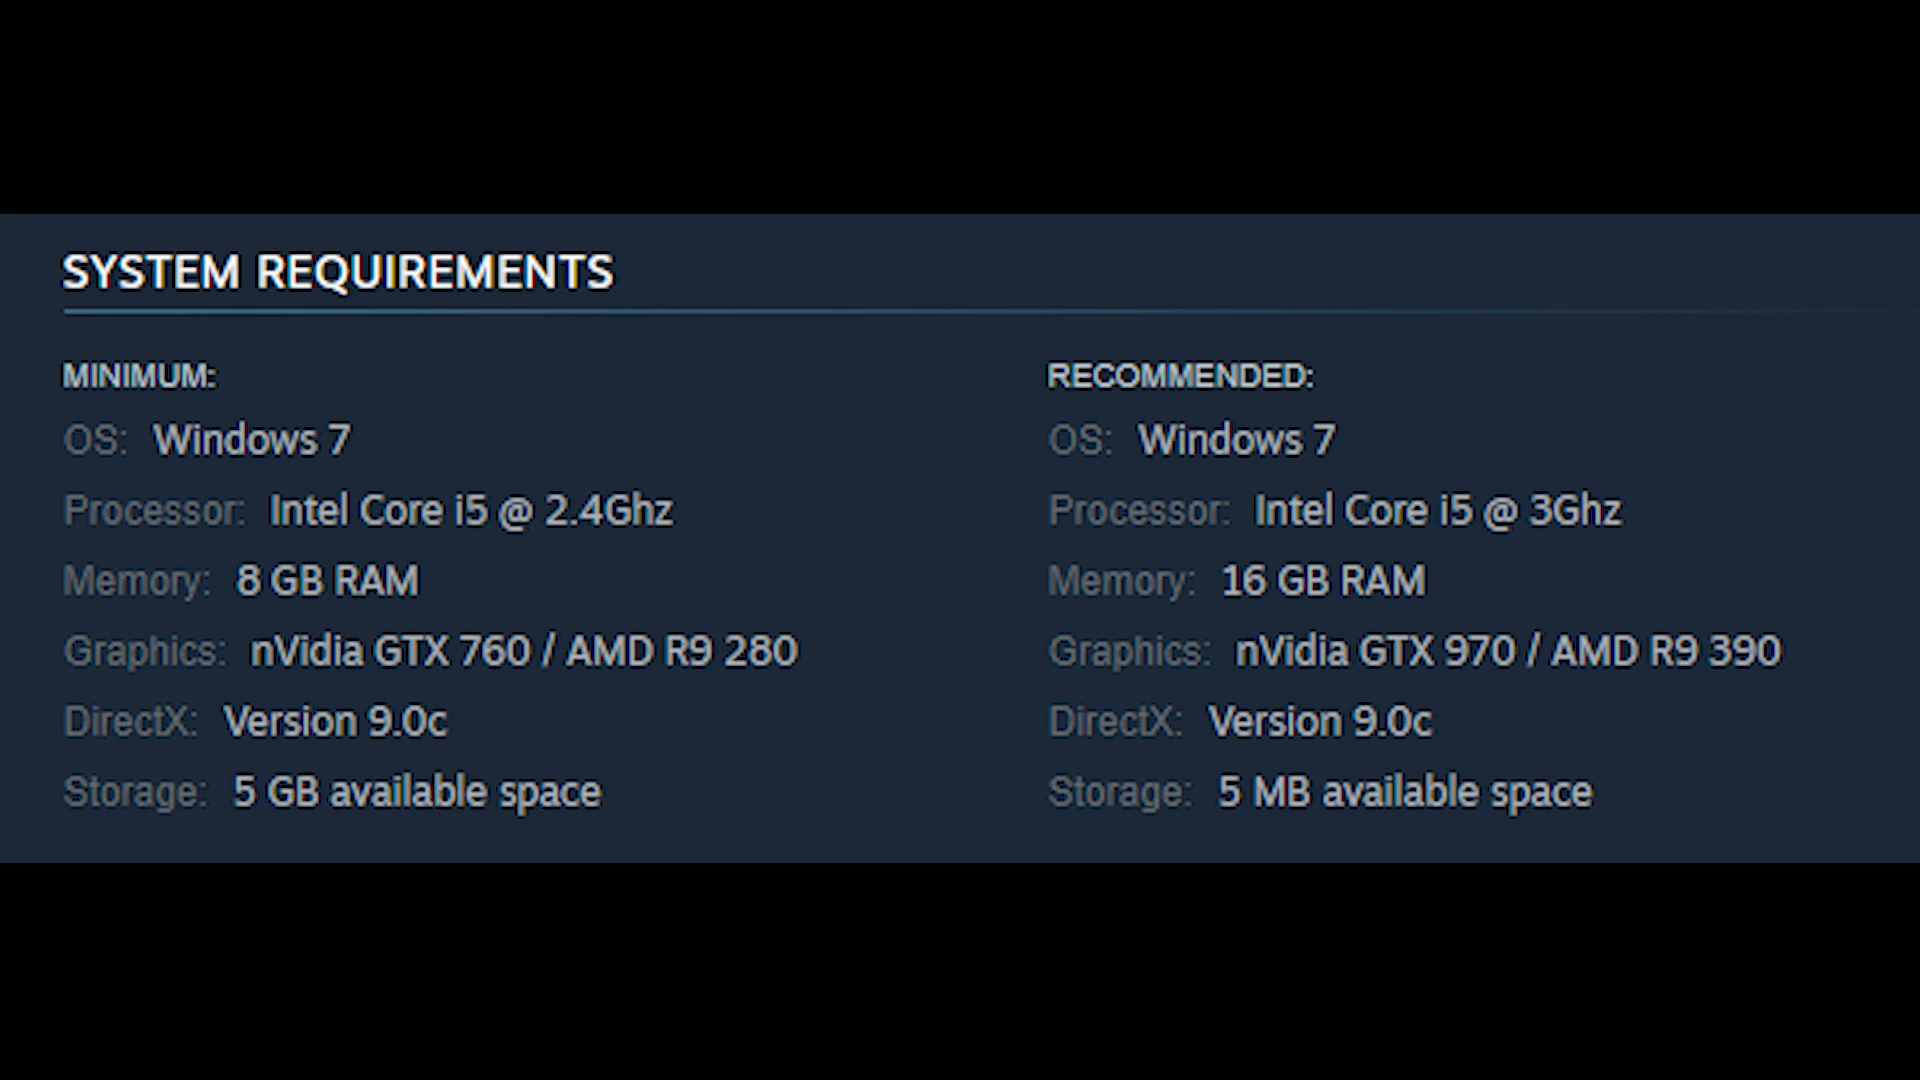 SYSTEM REQUIREMENTS
MINIMUM:
OS: Windows 7
Processor: Intel Core i5 @ 2.4Ghz
Memory: 8 GB RAM
Graphics: nVidia GTX 760 / AMD R9 280
DirectX: Version 9.0c
Storage: 5 GB available space
RECOMMENDED:
OS: Windows 7
Processor: Intel Core i5 @ 3Ghz
Memory: 16 GB RAM
Graphics: nVidia GTX 970 / AMD R9 390
DirectX: Version 9.0c
Storage: 5 MB available space